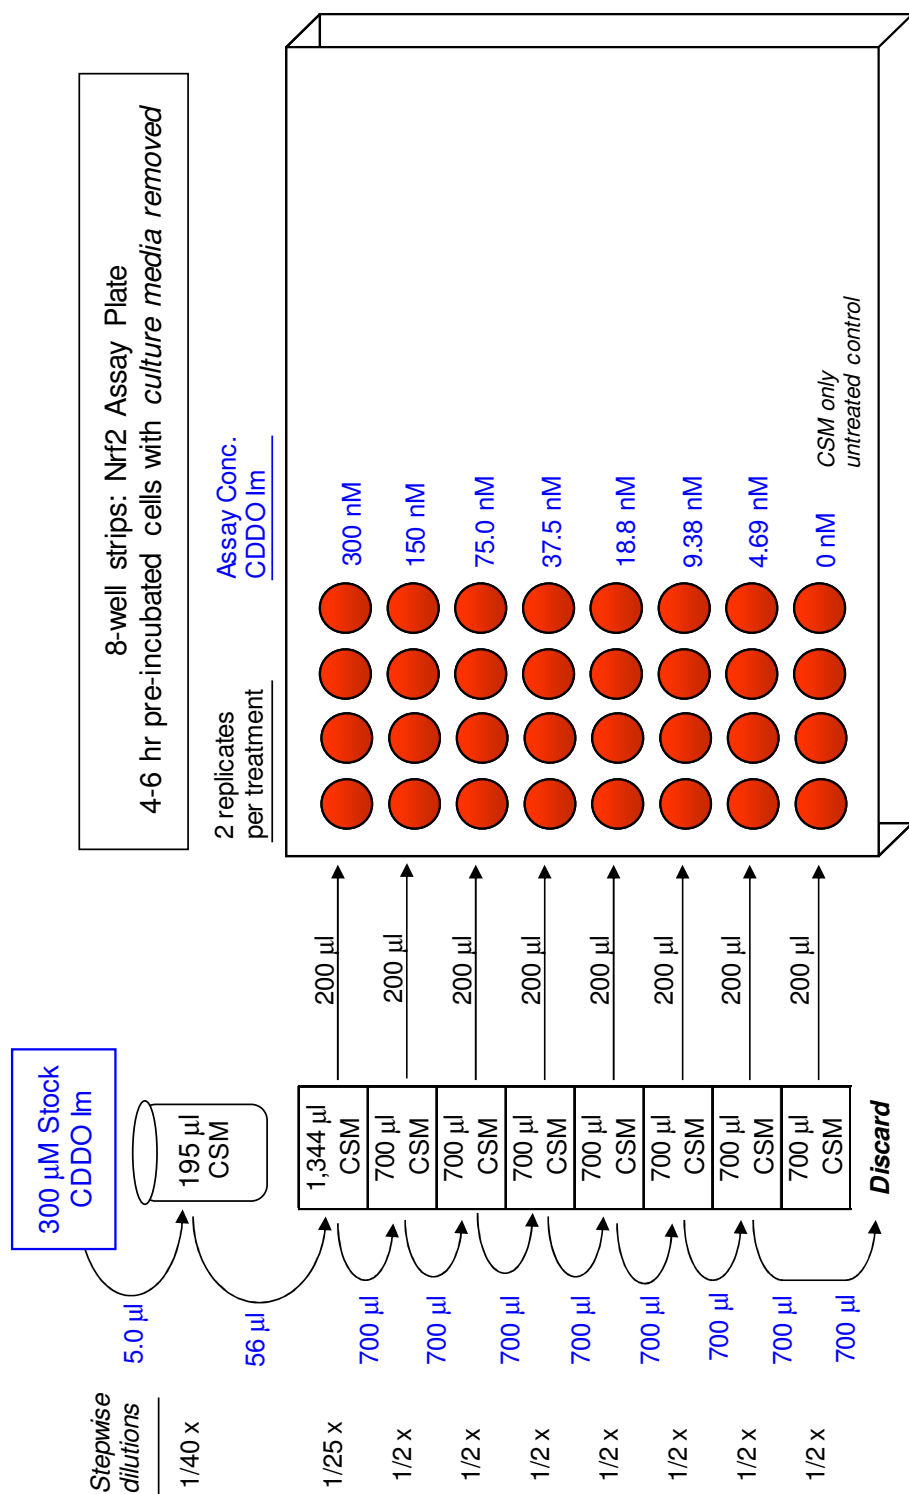 8-well strips: Nrf2 Assay Plate
4-6 hr pre-incubated cells with culture media removed
300 µM Stock
CDDO Im
2 replicates
per treatment
Assay Conc.
CDDO Im
Stepwise
dilutions
5.0 µl
195 µl
CSM
1/40 x
56 µl
1/25 x
1,344 µl
CSM
200 µl
300 nM
700 µl
1/2 x
700 µl
CSM
200 µl
150 nM
700 µl
1/2 x
700 µl
CSM
200 µl
75.0 nM
700 µl
1/2 x
700 µl
CSM
200 µl
37.5 nM
700 µl
1/2 x
700 µl
CSM
200 µl
18.8 nM
700 µl
1/2 x
700 µl
CSM
200 µl
9.38 nM
700 µl
1/2 x
700 µl
CSM
200 µl
4.69 nM
700 µl
1/2 x
700 µl
CSM
200 µl
0 nM
CSM only
untreated control
700 µl
Discard